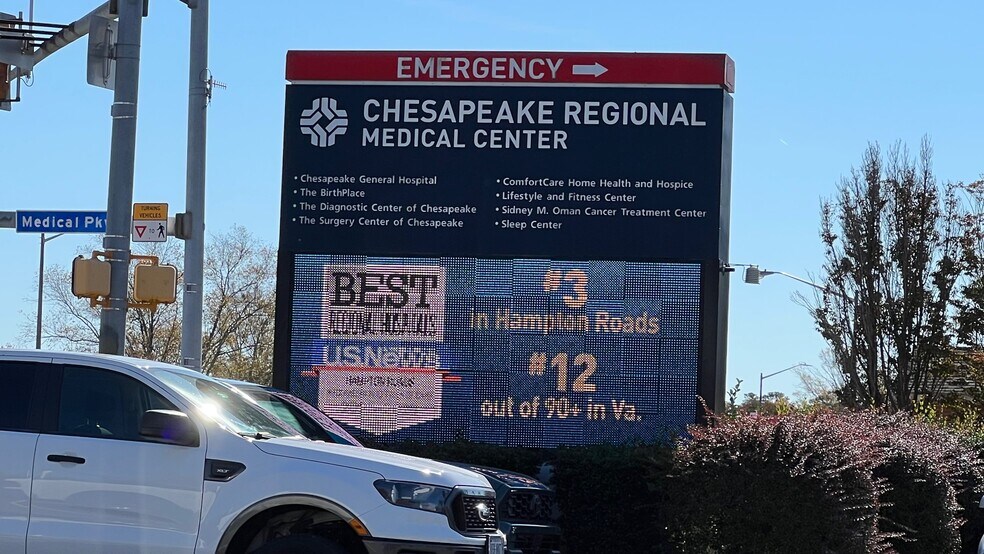 EMERGENCY →
CHESAPEAKE REGIONAL
MEDICAL CENTER
• Chesapeake General Hospital
• The BirthPlace
• The Diagnostic Center of Chesapeake
• The Surgery Center of Chesapeake
• ComfortCare Home Health and Hospice
• Lifestyle and Fitness Center
• Sidney M. Oman Cancer Treatment Center
• Sleep Center
BEST
REGIONAL HOSPITALS
USNews
HAMPTON ROADS
#3
in Hampton Roads
#12
out of 90+ in Va.
Medical Pkwy
TURNING
VEHICLES
TO